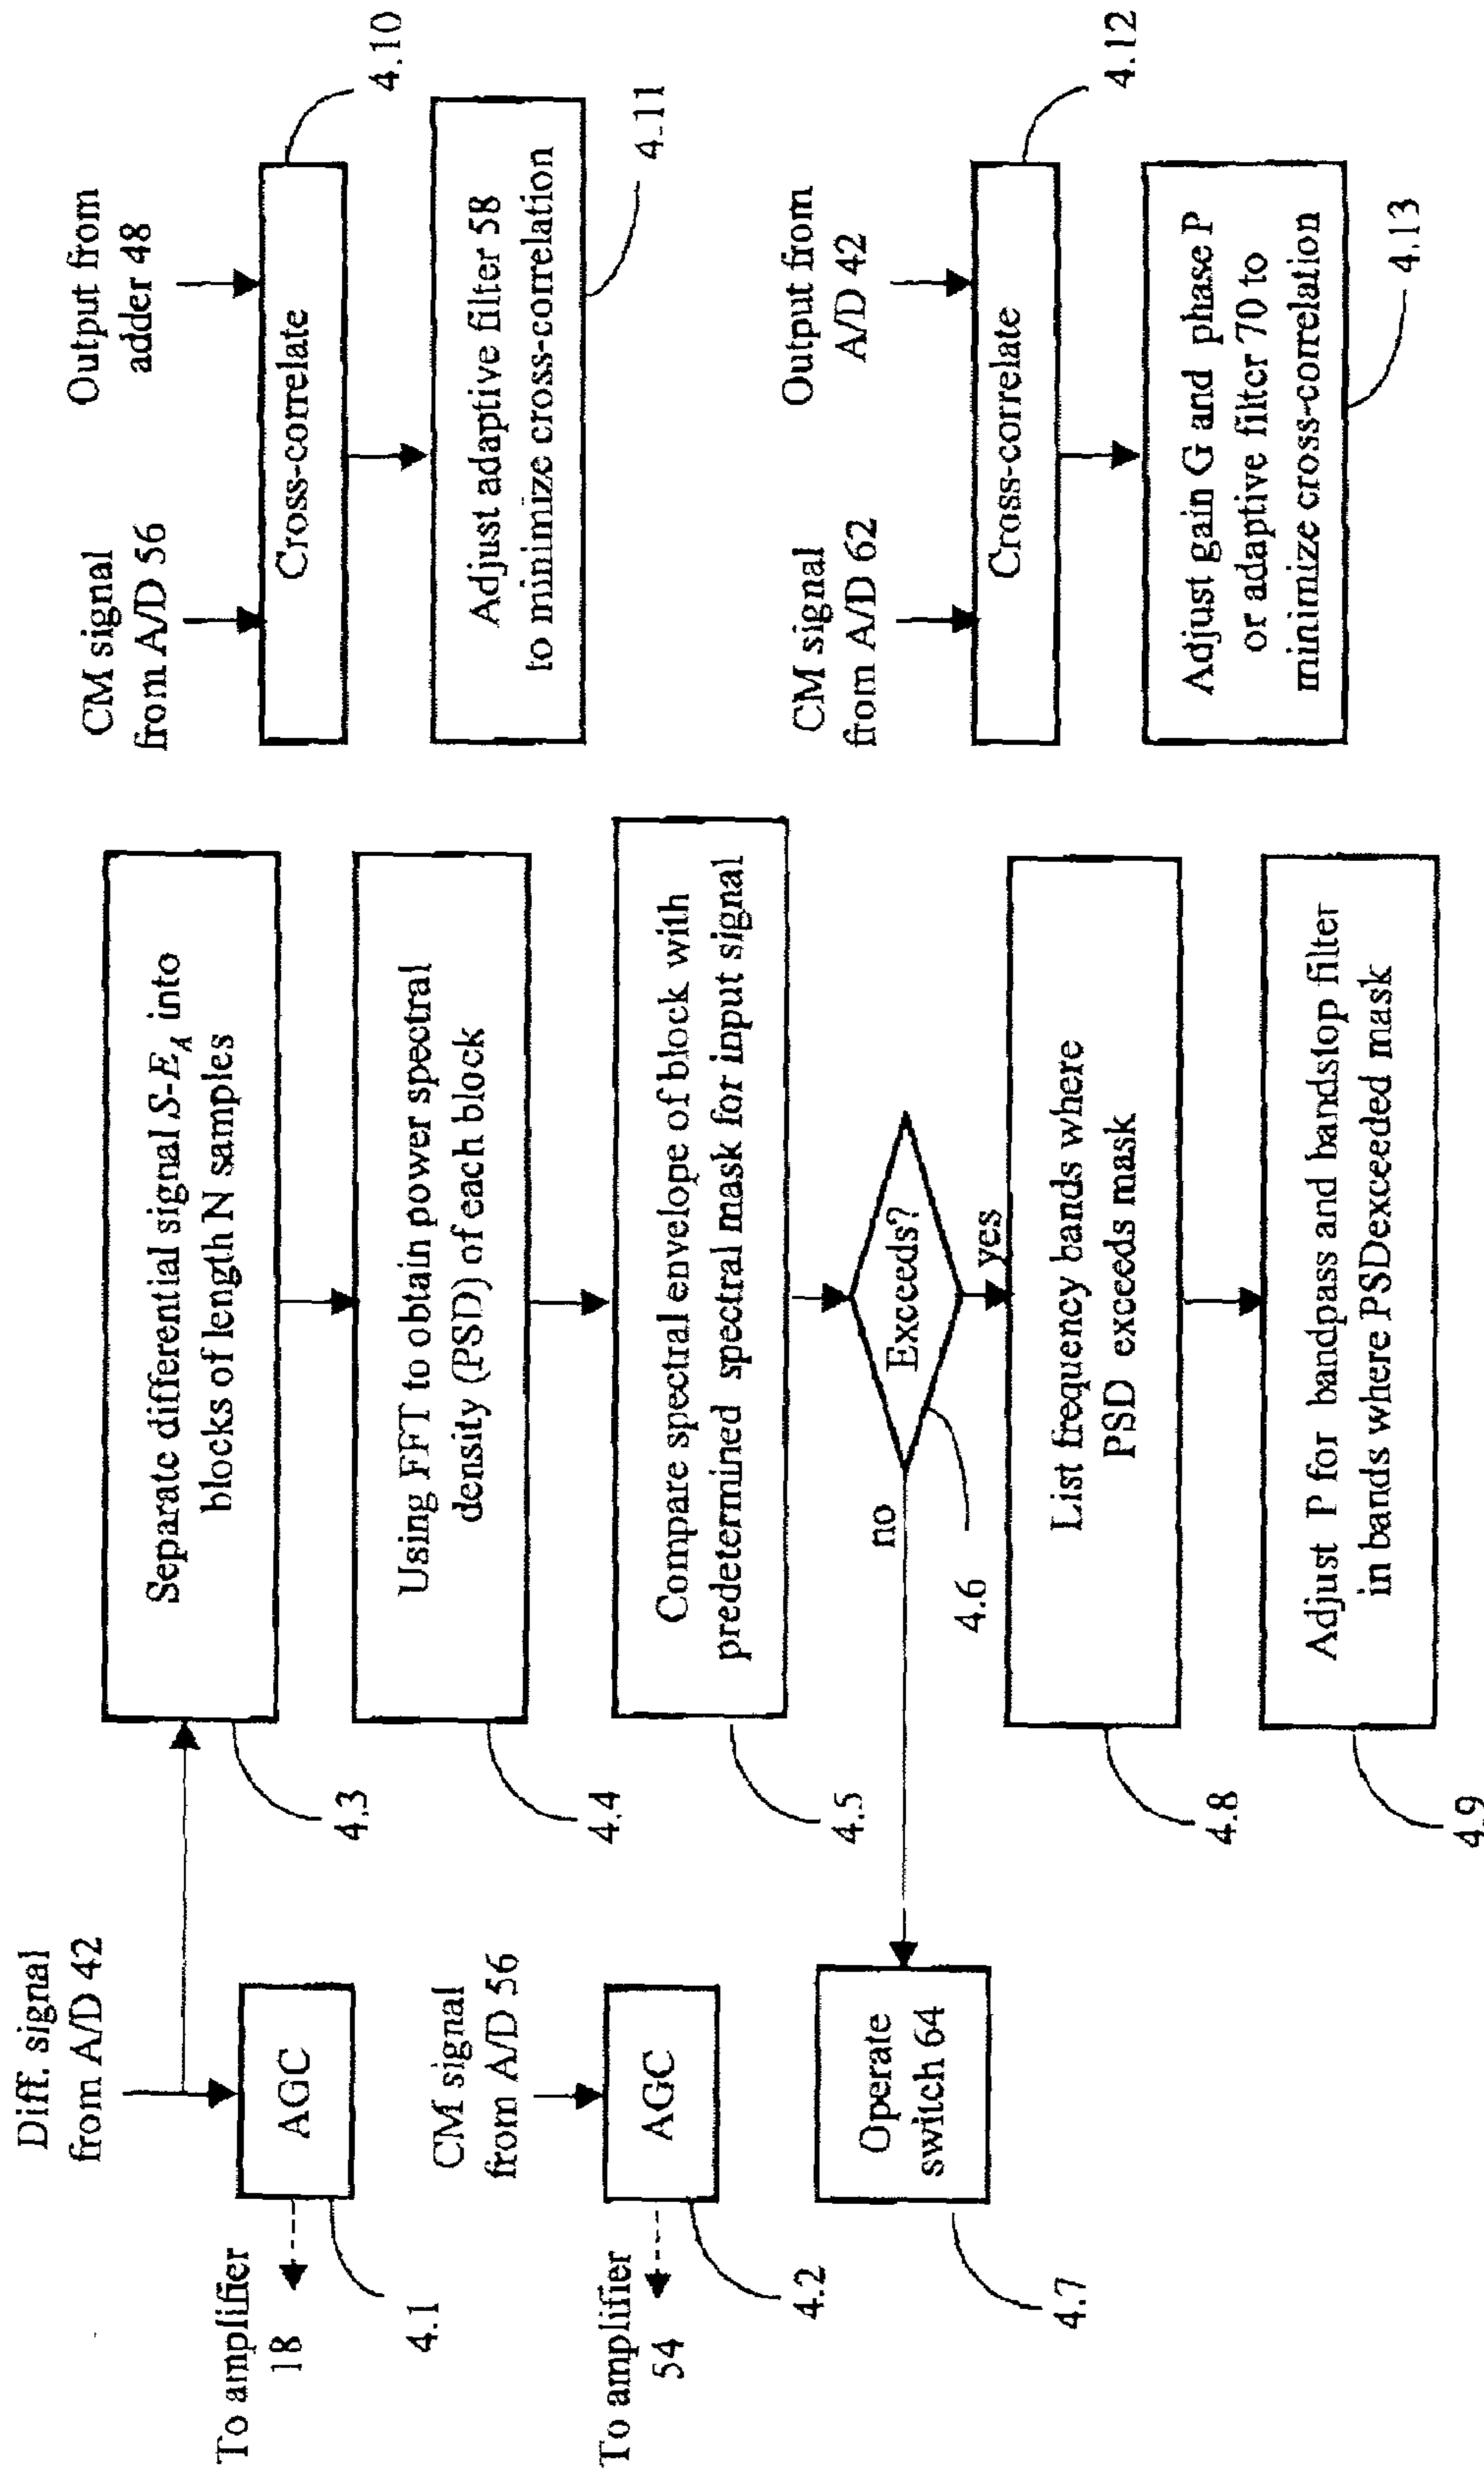 Diff. signal
from A/D 42
AGC
To amplifier
18
4.1
CM signal
from A/D 56
AGC
To amplifier
54
4.2
Operate
switch 64
4.7
Separate differential signal S-E_A into
blocks of length N samples
4.3
Using FFT to obtain power spectral
density (PSD) of each block
4.4
Compare spectral envelope of block with
predetermined spectral mask for input signal
4.5
Exceeds?
no
yes
4.6
List frequency bands where
PSD exceeds mask
4.8
Adjust P for bandpass and bandstop filter
in bands where PSDexceeded mask
4.9
CM signal
from A/D 56
Output from
adder 48
Cross-correlate
4.10
Adjust adaptive filter 58
to minimize cross-correlation
4.11
CM signal
from A/D 62
Output from
A/D 42
Cross-correlate
4.12
Adjust gain G and phase P
or adaptive filter 70 to
minimize cross-correlation
4.13